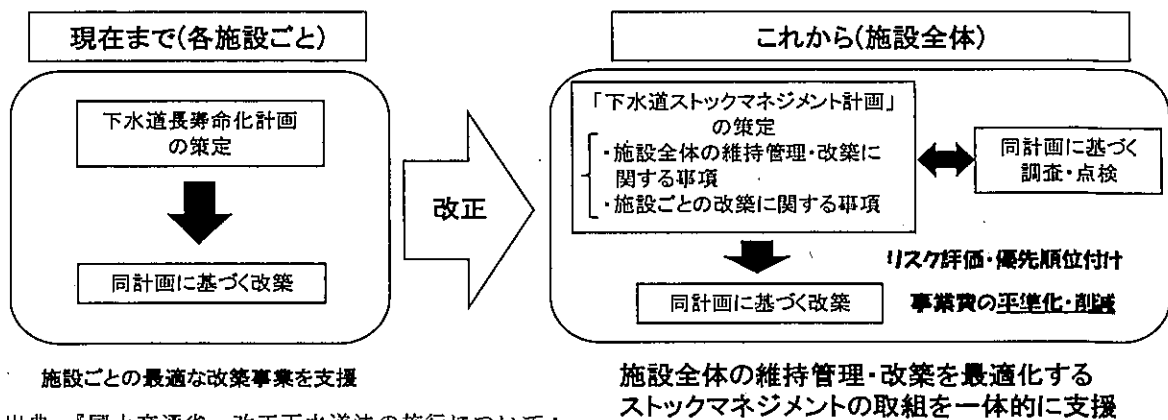 現在まで(各施設ごと)
下水道長寿命化計画
の策定
同計画に基づく改築
施設ごとの最適な改築事業を支援
改正
これから(施設全体)
「下水道ストックマネジメント計画」
の策定
・施設全体の維持管理・改築に
関する事項
・施設ごとの改築に関する事項
同計画に基づく
調査・点検
リスク評価・優先順位付け
同計画に基づく改築
事業費の平準化・削減
施設全体の維持管理・改築を最適化する
ストックマネジメントの取組を一体的に支援